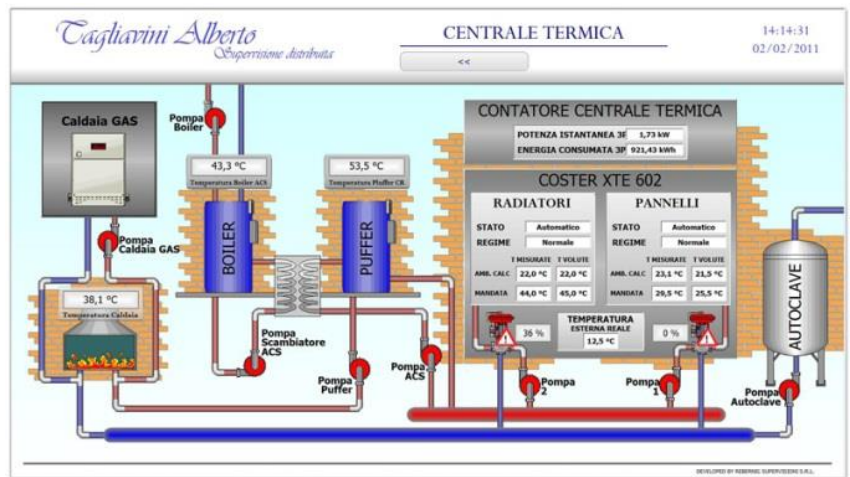 Tagliavini Alberto
Supervisione distribuita
CENTRALE TERMICA
<<
14:14:31
02/02/2011
Caldaia GAS
Pompa
Boiler
43,3 °C
Temperatura Boiler ACS
53,5 °C
Temperatura Pluffer CR
BOILER
PUFFER
Pompa
Caldaia GAS
38,1 °C
Temperatura Caldaia
Pompa
Scambiatore
ACS
Pompa
Puffer
Pompa
ACS
CONTATORE CENTRALE TERMICA
POTENZA ISTANTANEA 3F 1,73 kW
ENERGIA CONSUMATA 3P 921,43 kWh
COSTER XTE 602
RADIATORI
STATO Automatico
REGIME Normale
T MISURATE T VOLUTE
AMB. CALC 22,0 °C 22,0 °C
MANDATA 44,0 °C 45,0 °C
PANNELLI
STATO Automatico
REGIME Normale
T MISURATE T VOLUTE
AMB. CALC 23,1 °C 21,5 °C
MANDATA 29,5 °C 25,5 °C
36 %
TEMPERATURA
ESTERNA REALE
12,5 °C
0 %
Pompa
2
Pompa
1
AUTOCLAVE
Pompa
Autoclave